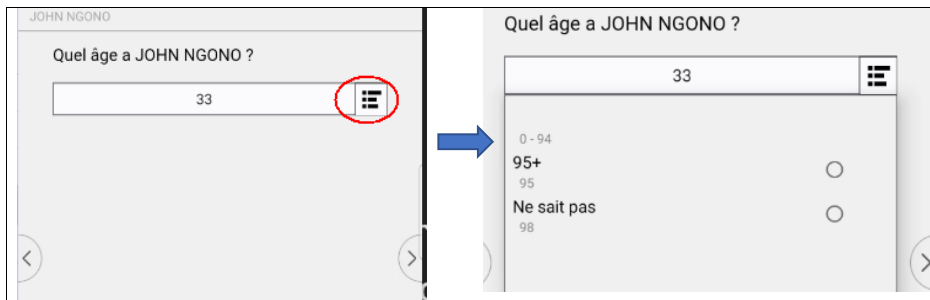 JOHN NGONO
Quel âge a JOHN NGONO ?
33
Quel âge a JOHN NGONO ?
33
0 - 94
95+
95
Ne sait pas
98